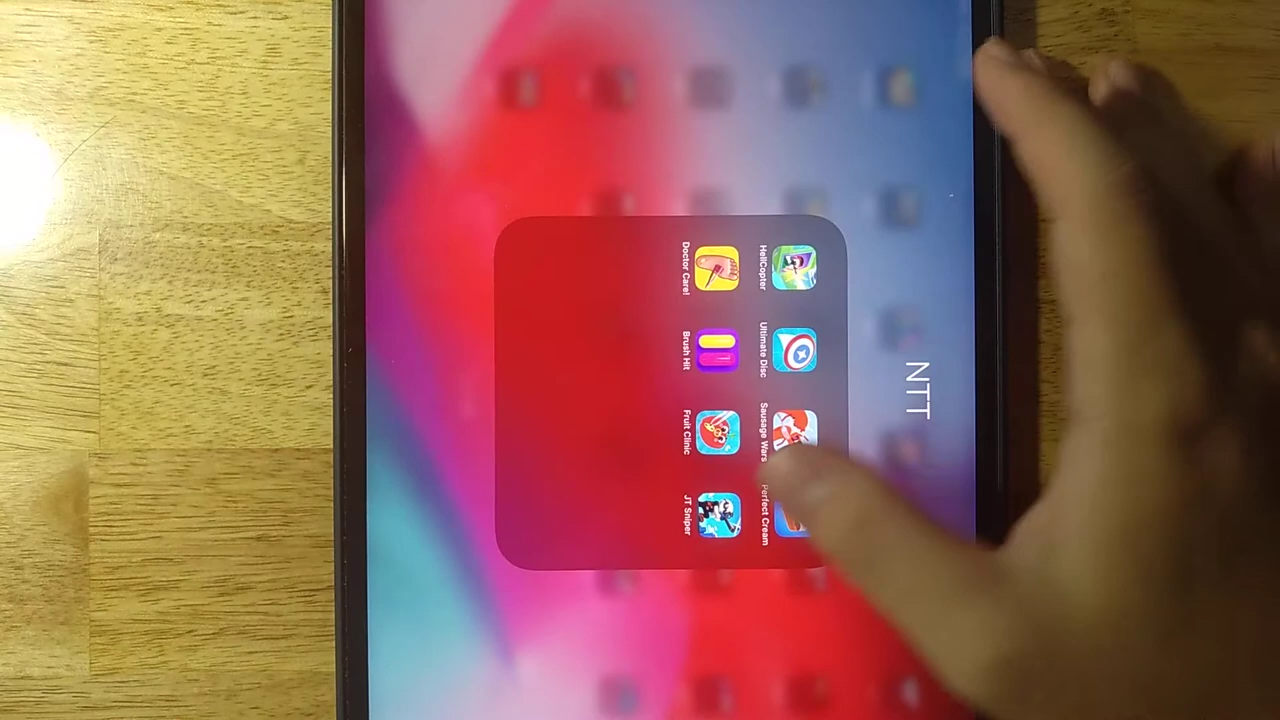 NTT
HeliCopter
Ultimate Disc
Sausage Wars
Perfect Cream
Doctor Care!
Brush Hit
Fruit Clinic
JT Sniper